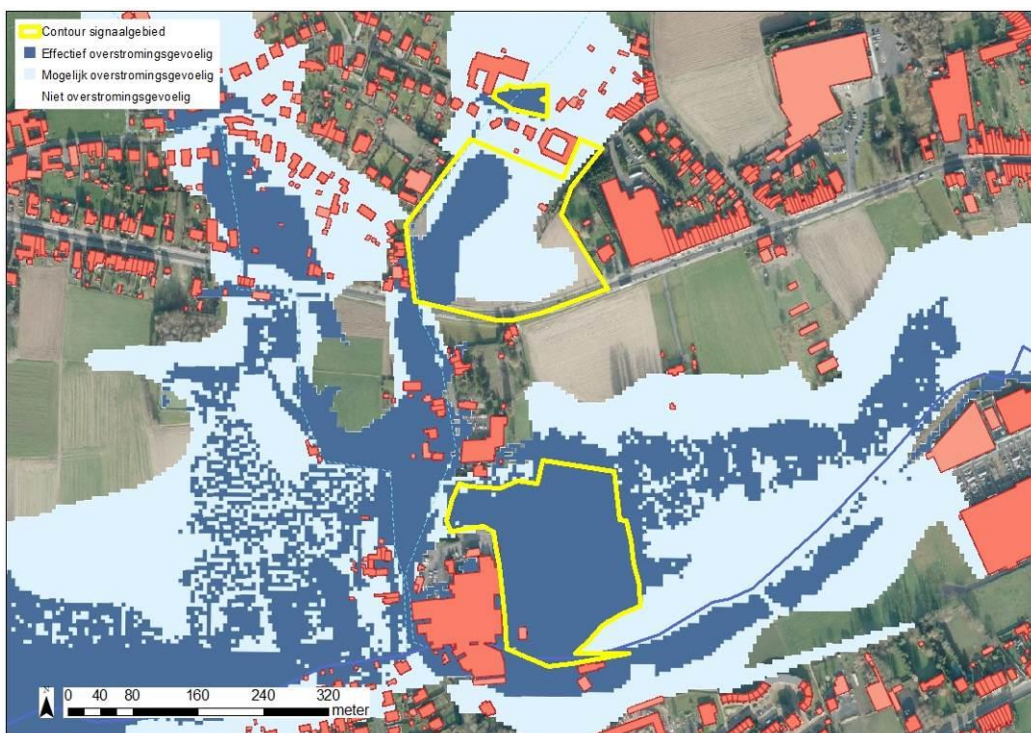 Contour signaalgebied
Effectief overstromingsgevoelig
Mogelijk overstromingsgevoelig
Niet overstromingsgevoelig
N
0 40 80 160 240 320
meter